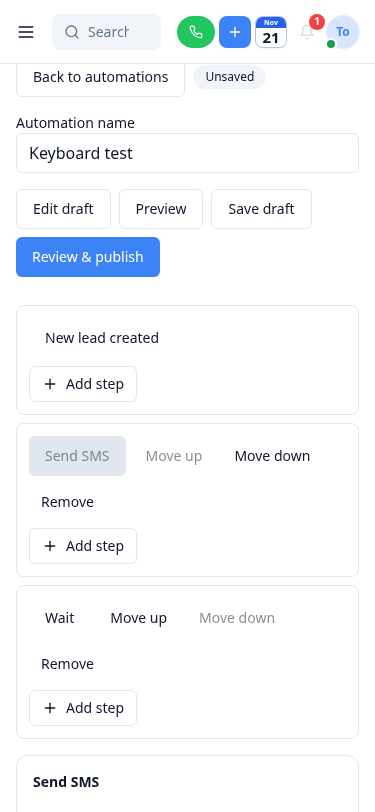 Search
Nov
21
1
To
Back to automations
Unsaved
Automation name
Keyboard test
Edit draft
Preview
Save draft
Review & publish
New lead created
Add step
Send SMS
Move up
Move down
Remove
Add step
Wait
Move up
Move down
Remove
Add step
Send SMS